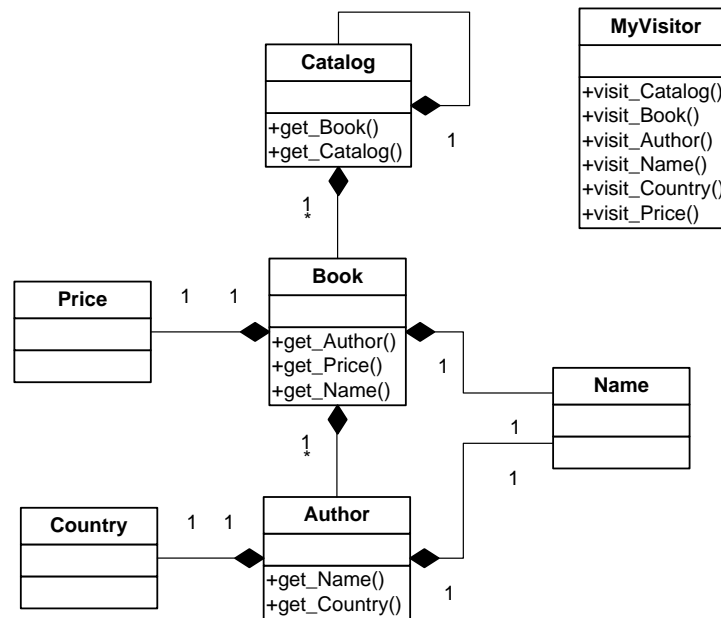 Catalog
+get_Book()
+get_Catalog()
1
1
*
MyVisitor
+visit_Catalog()
+visit_Book()
+visit_Author()
+visit_Name()
+visit_Country()
+visit_Price()
Price
1 1
Book
+get_Author()
+get_Price()
+get_Name()
1
1
*
Name
1
1
Country
1 1
Author
+get_Name()
+get_Country()
1